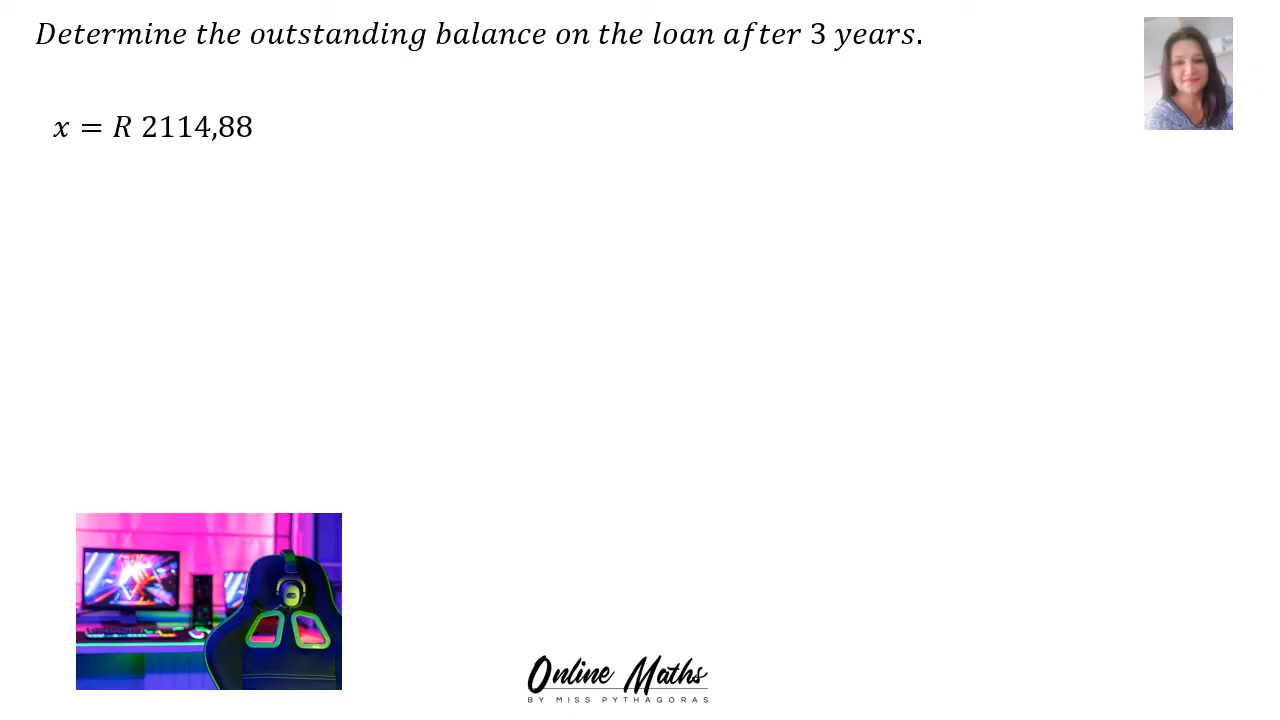 Determine the outstanding balance on the loan after 3 years.
x = R 2114,88
Online Maths
BY MISS PYTHAGORAS